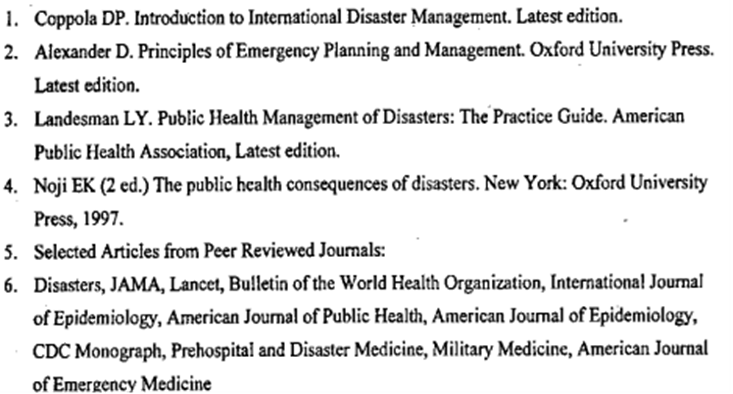 1. Coppola DP. Introduction to International Disaster Management. Latest edition.
2. Alexander D. Principles of Emergency Planning and Management. Oxford University Press.
Latest edition.
3. Landesman LY. Public Health Management of Disasters: The Practice Guide. American
Public Health Association, Latest edition.
4. Noji EK (2 ed.) The public health consequences of disasters. New York: Oxford University
Press, 1997.
5. Selected Articles from Peer Reviewed Journals:
6. Disasters, JAMA, Lancet, Bulletin of the World Health Organization, International Journal
of Epidemiology, American Journal of Public Health, American Journal of Epidemiology,
CDC Monograph, Prehospital and Disaster Medicine, Military Medicine, American Journal
of Emergency Medicine